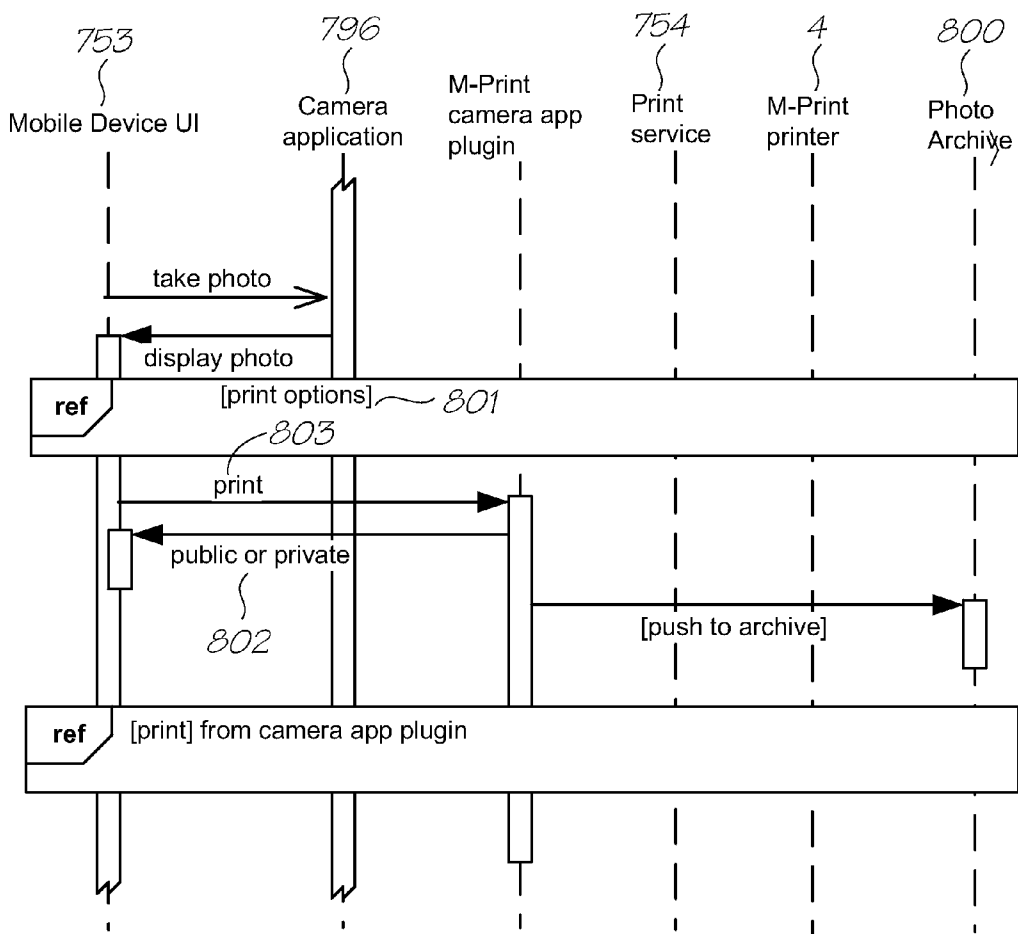 753
796
754
4
800
Mobile Device UI
Camera
application
M-Print
camera app
plugin
Print
service
M-Print
printer
Photo
Archive
take photo
display photo
ref
[print options]
801
803
print
public or private
802
[push to archive]
ref
[print] from camera app plugin